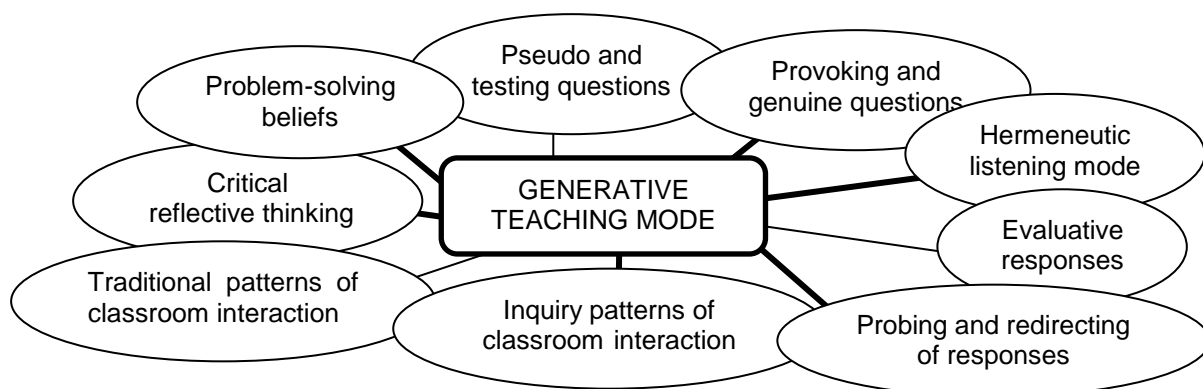 Pseudo and
testing questions
Provoking and
genuine questions
Problem-solving
beliefs
Hermeneutic
listening mode
Critical
reflective thinking
GENERATIVE
TEACHING MODE
Evaluative
responses
Traditional patterns of
classroom interaction
Inquiry patterns of
classroom interaction
Probing and redirecting
of responses